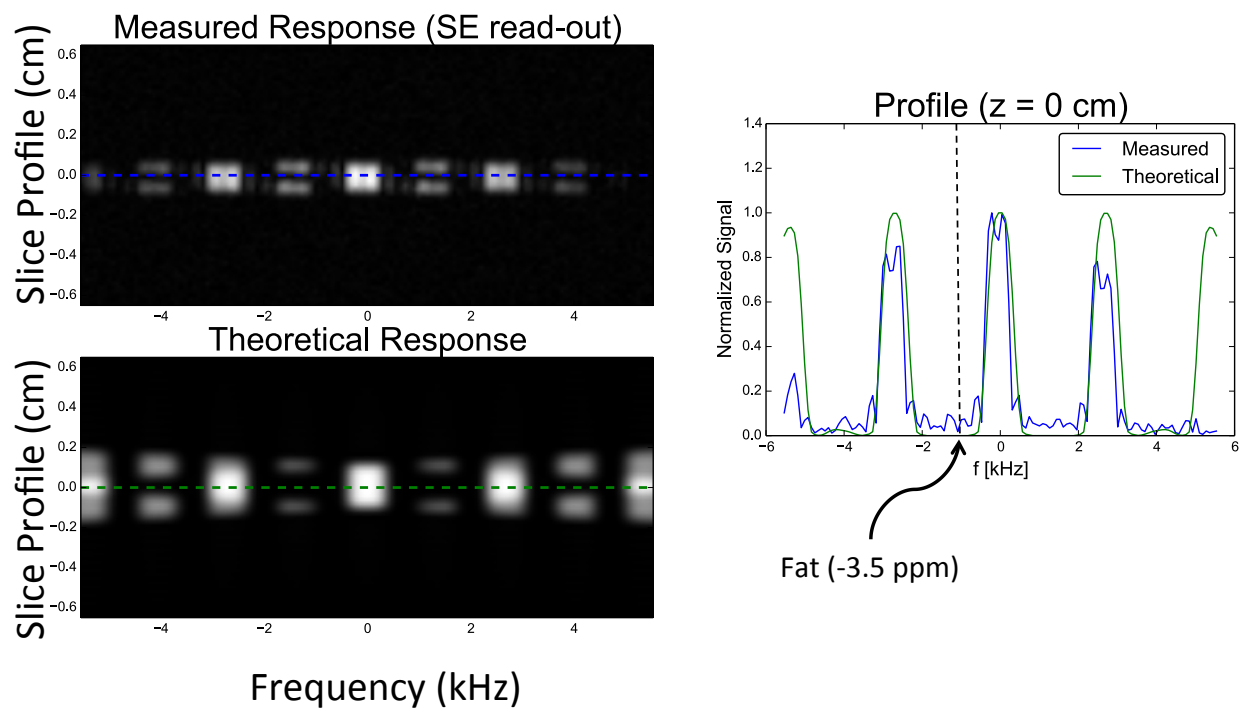 Measured Response (SE read-out)
Slice Profile (cm)
0.6
0.4
0.2
0.0
−0.2
−0.4
−0.6
−4 −2 0 2 4
Theoretical Response
Slice Profile (cm)
0.6
0.4
0.2
0.0
−0.2
−0.4
−0.6
−4 −2 0 2 4
Frequency (kHz)
Profile (z = 0 cm)
Normalized Signal
1.4
1.2
1.0
0.8
0.6
0.4
0.2
0.0
Measured
Theoretical
−6 −4 −2 0 2 4 6
f [kHz]
Fat (-3.5 ppm)